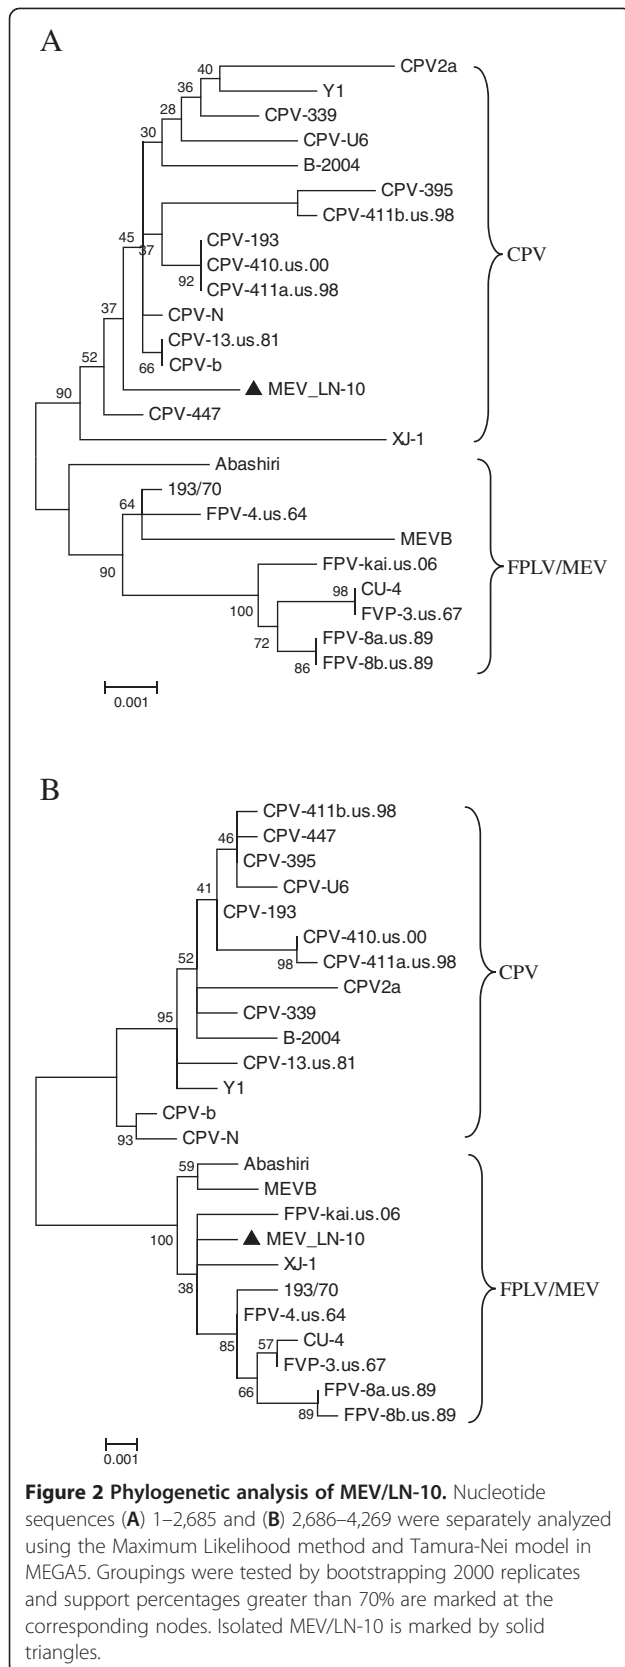 A
40
CPV2a
36
Y1
28
CPV-339
30
CPV-U6
B-2004
CPV-395
CPV-411b.us.98
45
37
CPV-193
CPV
92
CPV-410.us.00
CPV-411a.us.98
37
CPV-N
CPV-13.us.81
66
CPV-b
52
▲ MEV_LN-10
90
CPV-447
XJ-1
Abashiri
64
193/70
FPV-4.us.64
MEVB
90
FPV-kai.us.06
FPLV/MEV
98
CU-4
100
FVP-3.us.67
72
FPV-8a.us.89
86
FPV-8b.us.89
0.001
B
CPV-411b.us.98
46
CPV-447
CPV-395
41
CPV-U6
CPV-193
52
CPV-410.us.00
98
CPV-411a.us.98
CPV
CPV2a
95
CPV-339
B-2004
CPV-13.us.81
Y1
CPV-b
93
CPV-N
59
Abashiri
MEVB
FPV-kai.us.06
100
▲ MEV_LN-10
XJ-1
38
193/70
FPLV/MEV
FPV-4.us.64
85
57
CU-4
FVP-3.us.67
66
FPV-8a.us.89
89
FPV-8b.us.89
0.001
Figure 2 Phylogenetic analysis of MEV/LN-10. Nucleotide
sequences (A) 1–2,685 and (B) 2,686–4,269 were separately analyzed
using the Maximum Likelihood method and Tamura-Nei model in
MEGA5. Groupings were tested by bootstrapping 2000 replicates
and support percentages greater than 70% are marked at the
corresponding nodes. Isolated MEV/LN-10 is marked by solid
triangles.